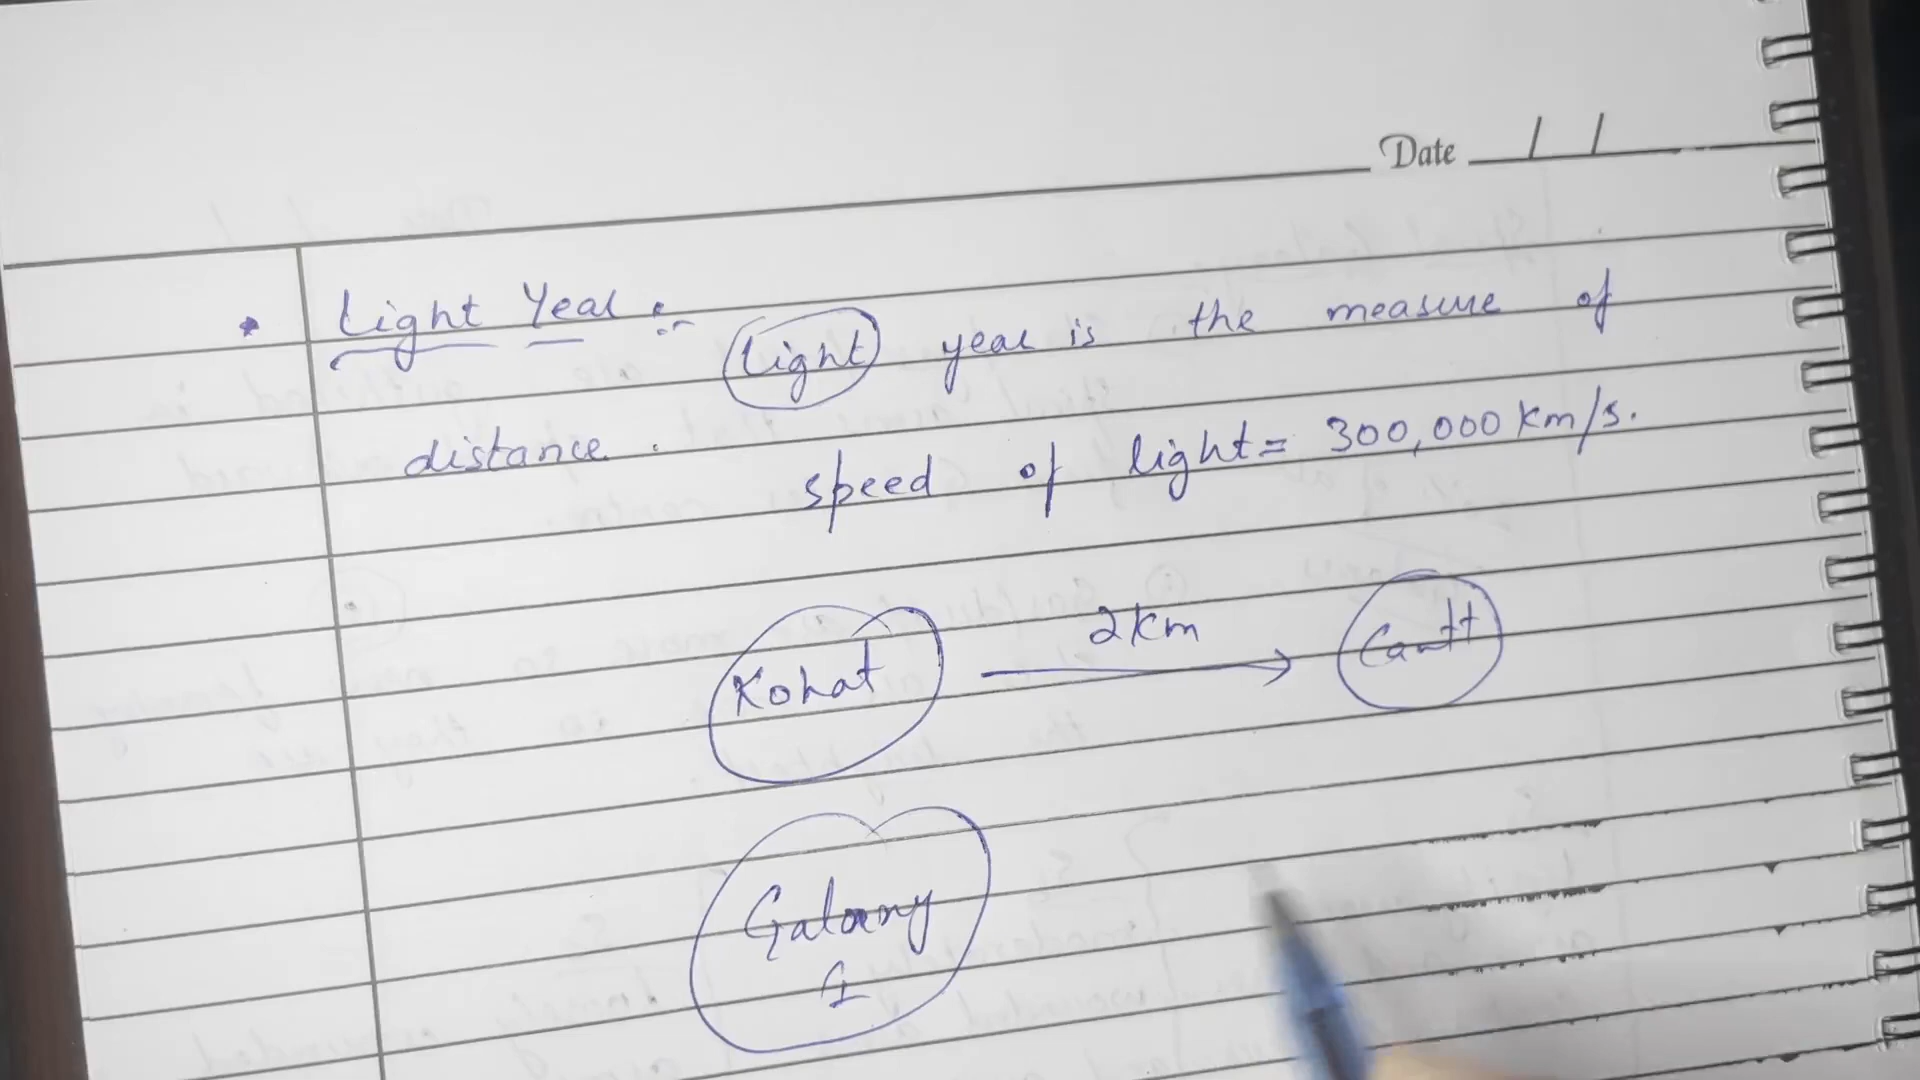 Date / /
Light Year :-
Light year is the measure of
distance.
speed of light = 300,000 km/s.
Kohat 2km Cantt
Galaxy
1